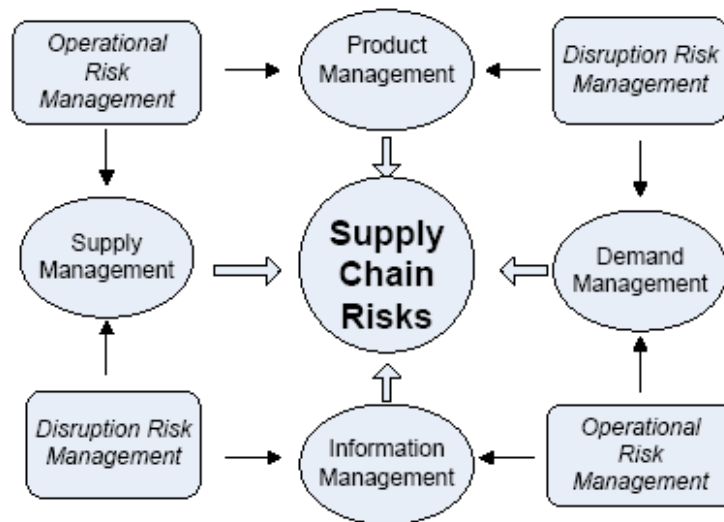 Operational
Risk
Management
Product
Management
Disruption Risk
Management
Supply
Management
Supply
Chain
Risks
Demand
Management
Disruption Risk
Management
Information
Management
Operational
Risk
Management